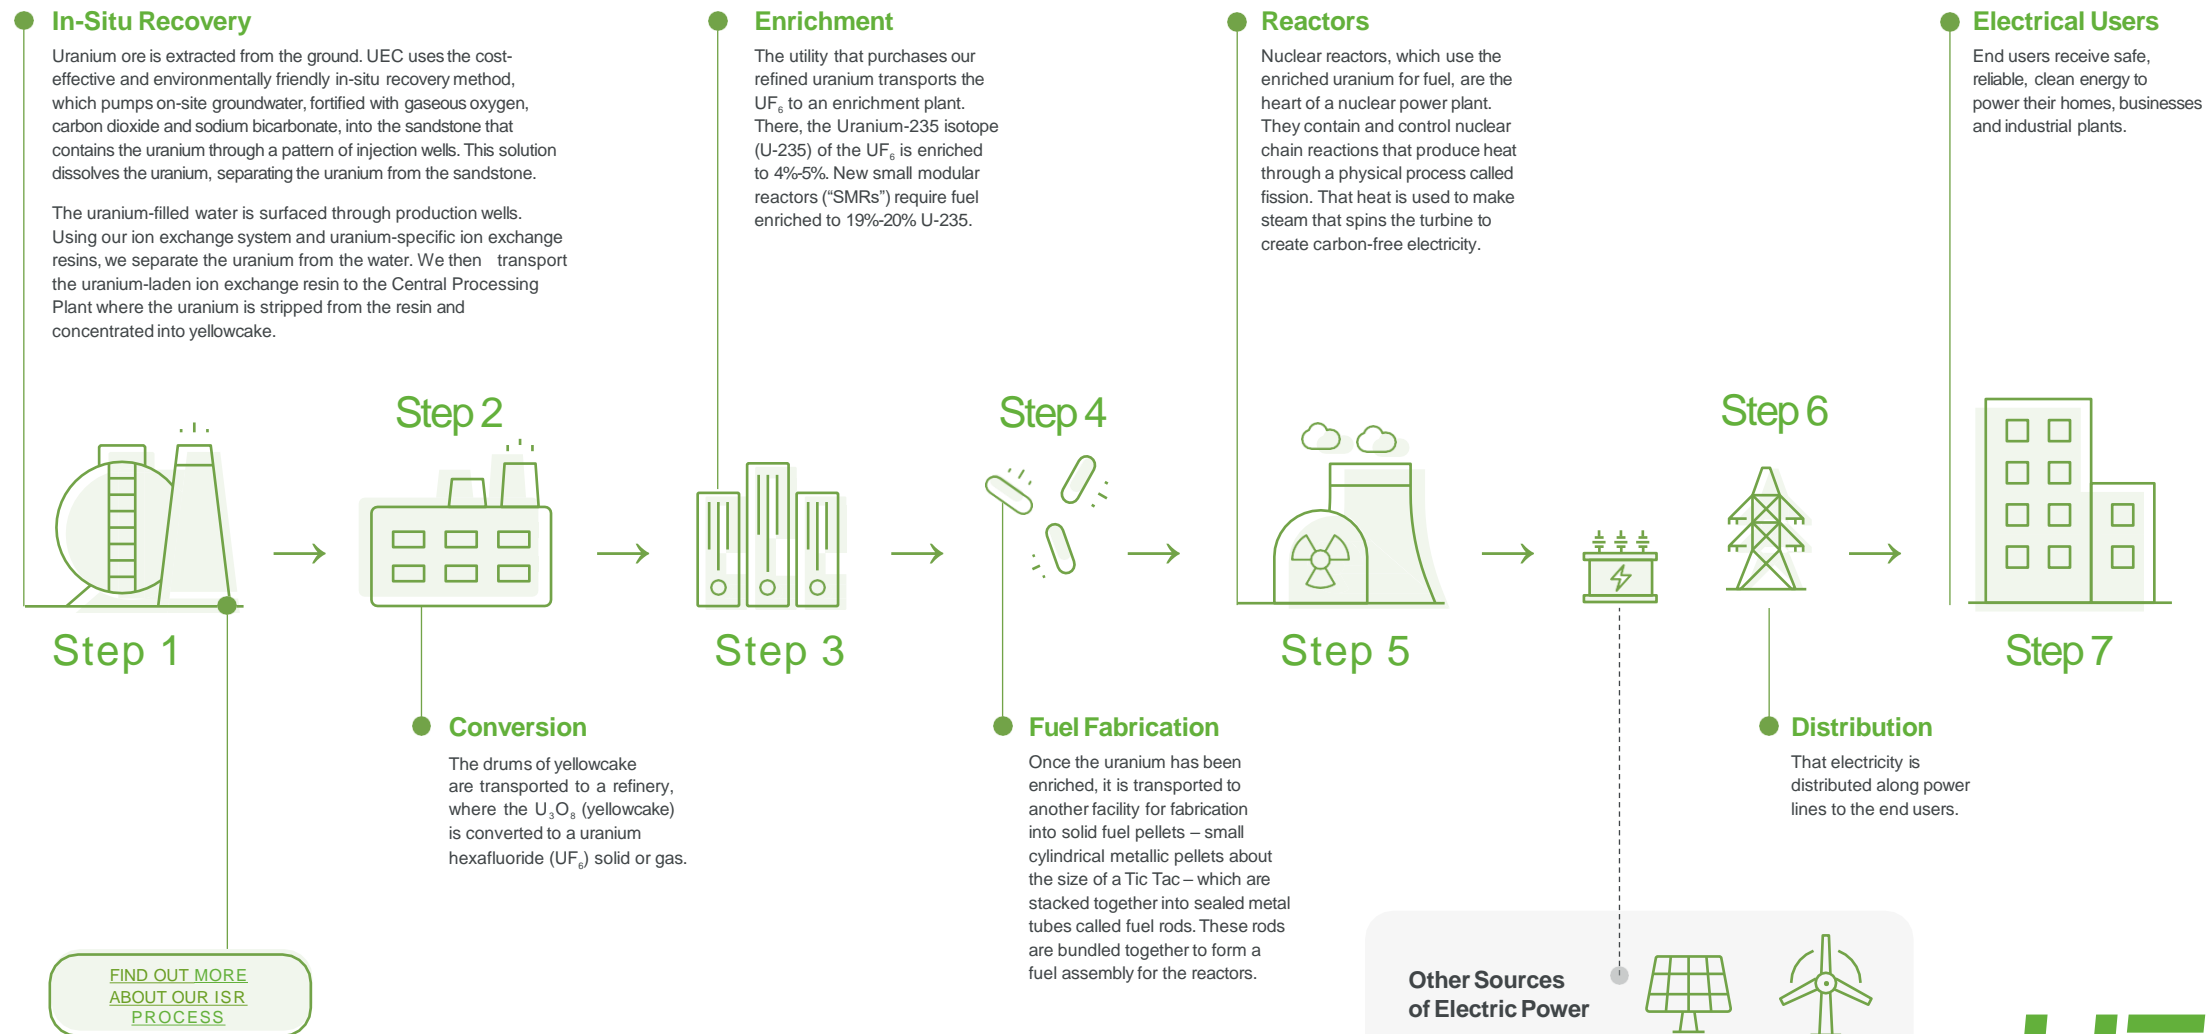 In-Situ Recovery
Uranium ore is extracted from the ground. UEC uses the cost-
effective and environmentally friendly in-situ recovery method,
which pumps on-site groundwater, fortified with gaseous oxygen,
carbon dioxide and sodium bicarbonate, into the sandstone that
contains the uranium through a pattern of injection wells. This solution
dissolves the uranium, separating the uranium from the sandstone.
The uranium-filled water is surfaced through production wells.
Using our ion exchange system and uranium-specific ion exchange
resins, we separate the uranium from the water. We then transport
the uranium-laden ion exchange resin to the Central Processing
Plant where the uranium is stripped from the resin and
concentrated into yellowcake.
Enrichment
The utility that purchases our
refined uranium transports the
UF₆ to an enrichment plant.
There, the Uranium-235 isotope
(U-235) of the UF₆ is enriched
to 4%-5%. New small modular
reactors (“SMRs”) require fuel
enriched to 19%-20% U-235.
Reactors
Nuclear reactors, which use the
enriched uranium for fuel, are the
heart of a nuclear power plant.
They contain and control nuclear
chain reactions that produce heat
through a physical process called
fission. That heat is used to make
steam that spins the turbine to
create carbon-free electricity.
Electrical Users
End users receive safe,
reliable, clean energy to
power their homes, businesses
and industrial plants.
Step 2
Step 4
Step 6
Step 1
Step 3
Step 5
Step 7
Conversion
The drums of yellowcake
are transported to a refinery,
where the U₃O₈ (yellowcake)
is converted to a uranium
hexafluoride (UF₆) solid or gas.
Fuel Fabrication
Once the uranium has been
enriched, it is transported to
another facility for fabrication
into solid fuel pellets – small
cylindrical metallic pellets about
the size of a Tic Tac – which are
stacked together into sealed metal
tubes called fuel rods. These rods
are bundled together to form a
fuel assembly for the reactors.
Distribution
That electricity is
distributed along power
lines to the end users.
FIND OUT MORE
ABOUT OUR ISR
PROCESS
Other Sources
of Electric Power